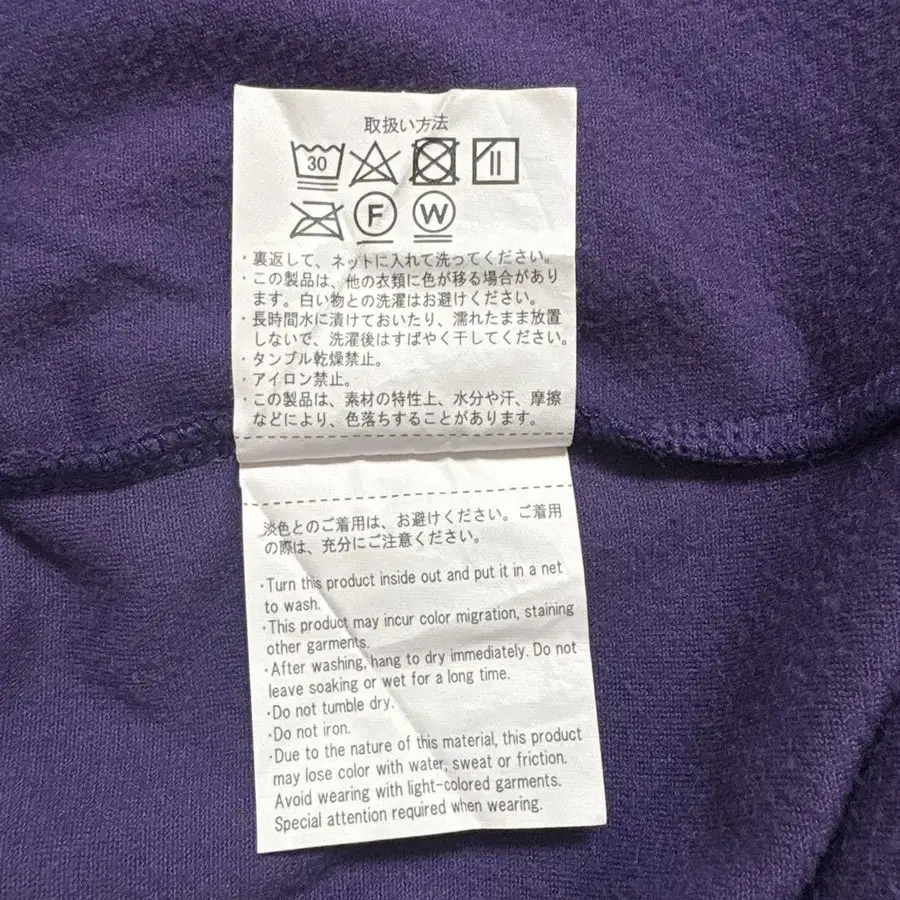 取扱い方法
30
F W
・裏返して、ネットに入れて洗ってください。
・この製品は、他の衣類に色が移る場合があり
ます。白い物との洗濯はお避けください。
・長時間水に漬けておいたり、濡れたまま放置
しないで、洗濯後はすばやく干してください。
・タンブル乾燥禁止。
・アイロン禁止。
・この製品は、素材の特性上、水分や汗、摩擦
などにより、色落ちすることがあります。
淡色とのご着用は、お避けください。ご着用
の際は、充分にご注意ください。
・Turn this product inside out and put it in a net
to wash.
・This product may incur color migration, staining
other garments.
・After washing, hang to dry immediately. Do not
leave soaking or wet for a long time.
・Do not tumble dry.
・Do not iron.
・Due to the nature of this material, this product
may lose color with water, sweat or friction.
Avoid wearing with light-colored garments.
Special attention required when wearing.